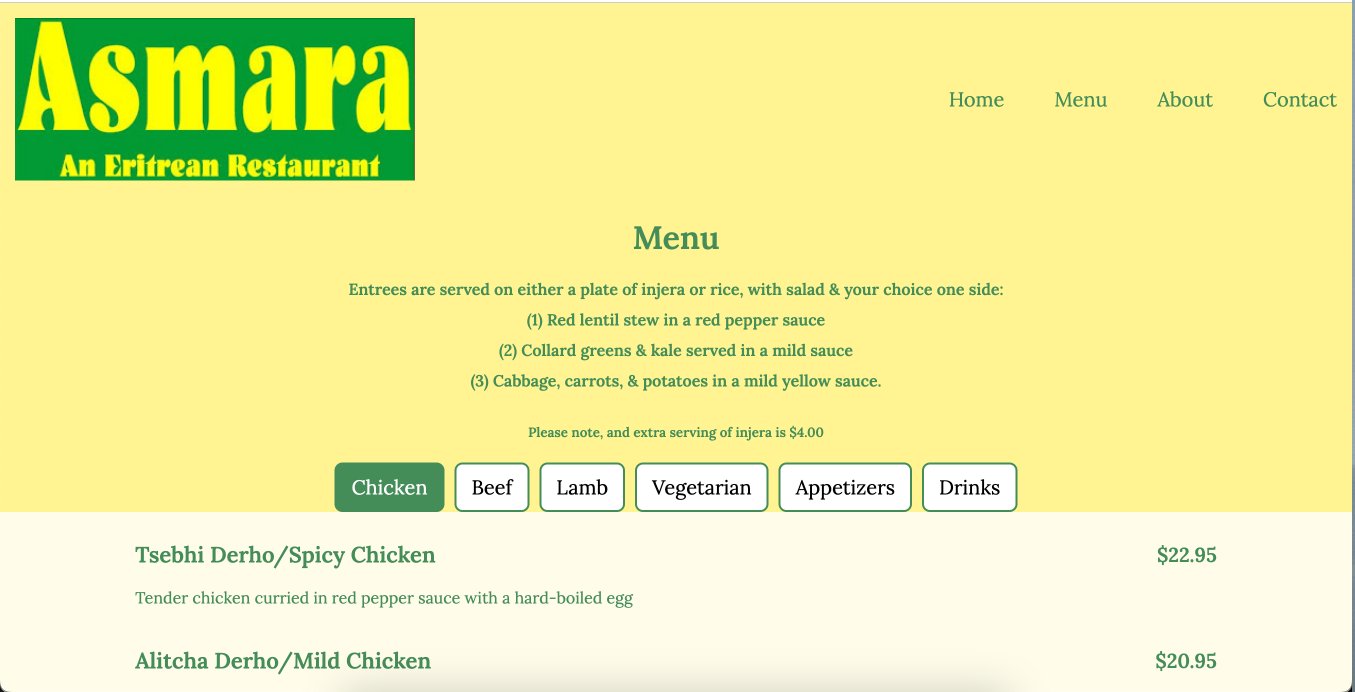 Asmara
An Eritrean Restaurant
Home Menu About Contact
Menu
Entrees are served on either a plate of injera or rice, with salad & your choice one side:
(1) Red lentil stew in a red pepper sauce
(2) Collard greens & kale served in a mild sauce
(3) Cabbage, carrots, & potatoes in a mild yellow sauce.
Please note, and extra serving of injera is $4.00
Chicken Beef Lamb Vegetarian Appetizers Drinks
Tsebhi Derho/Spicy Chicken $22.95
Tender chicken curried in red pepper sauce with a hard-boiled egg
Alitcha Derho/Mild Chicken $20.95